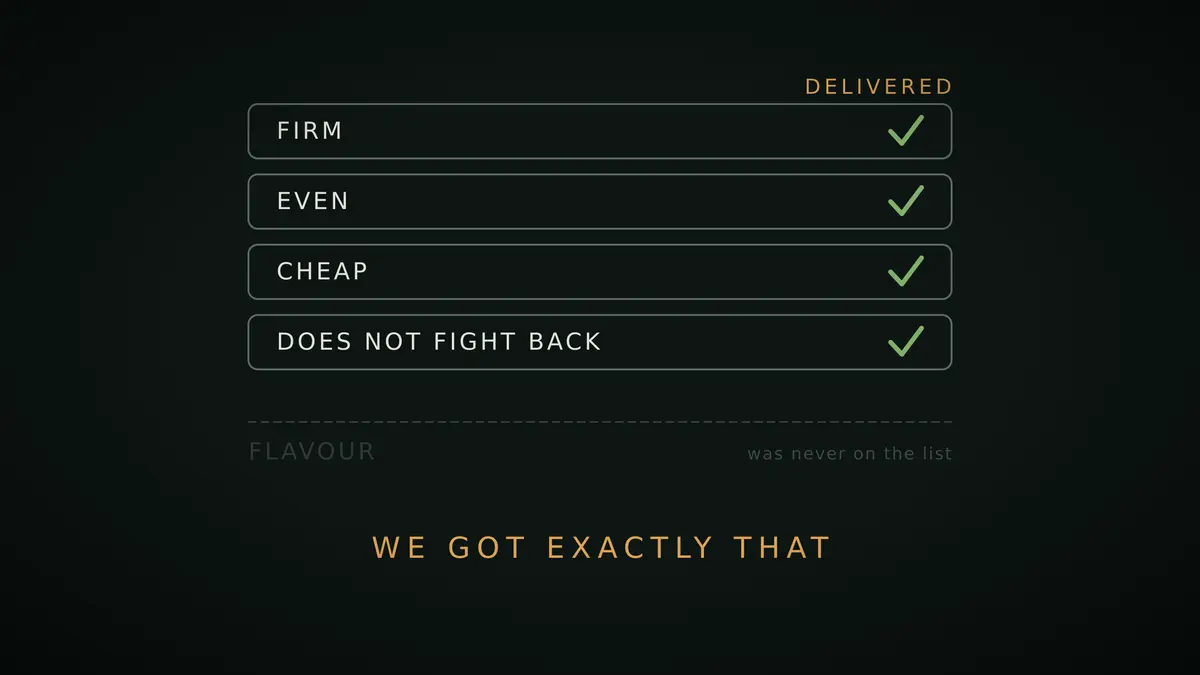 DELIVERED
FIRM
EVEN
CHEAP
DOES NOT FIGHT BACK
FLAVOUR was never on the list
WE GOT EXACTLY THAT